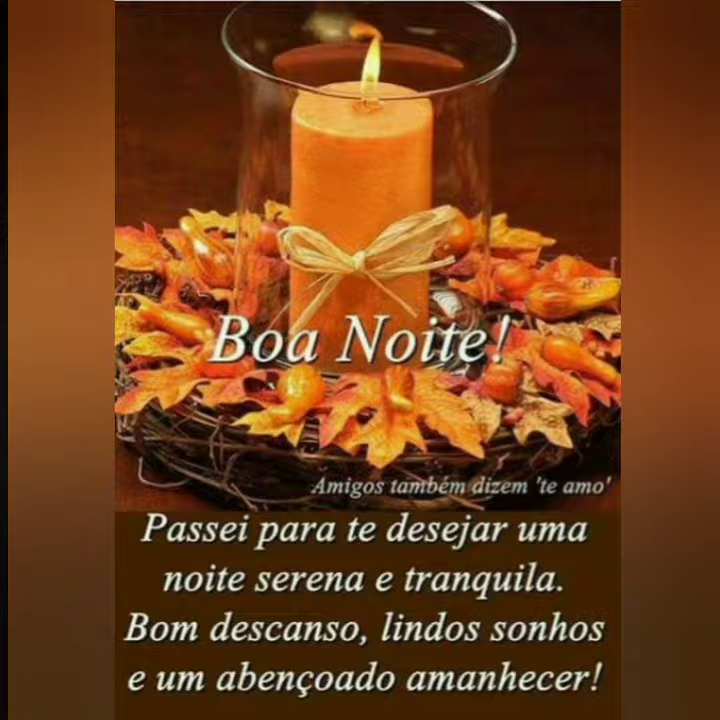 Boa Noite!
Amigos também dizem 'te amo'
Passei para te desejar uma
noite serena e tranquila.
Bom descanso, lindos sonhos
e um abençoado amanhecer!